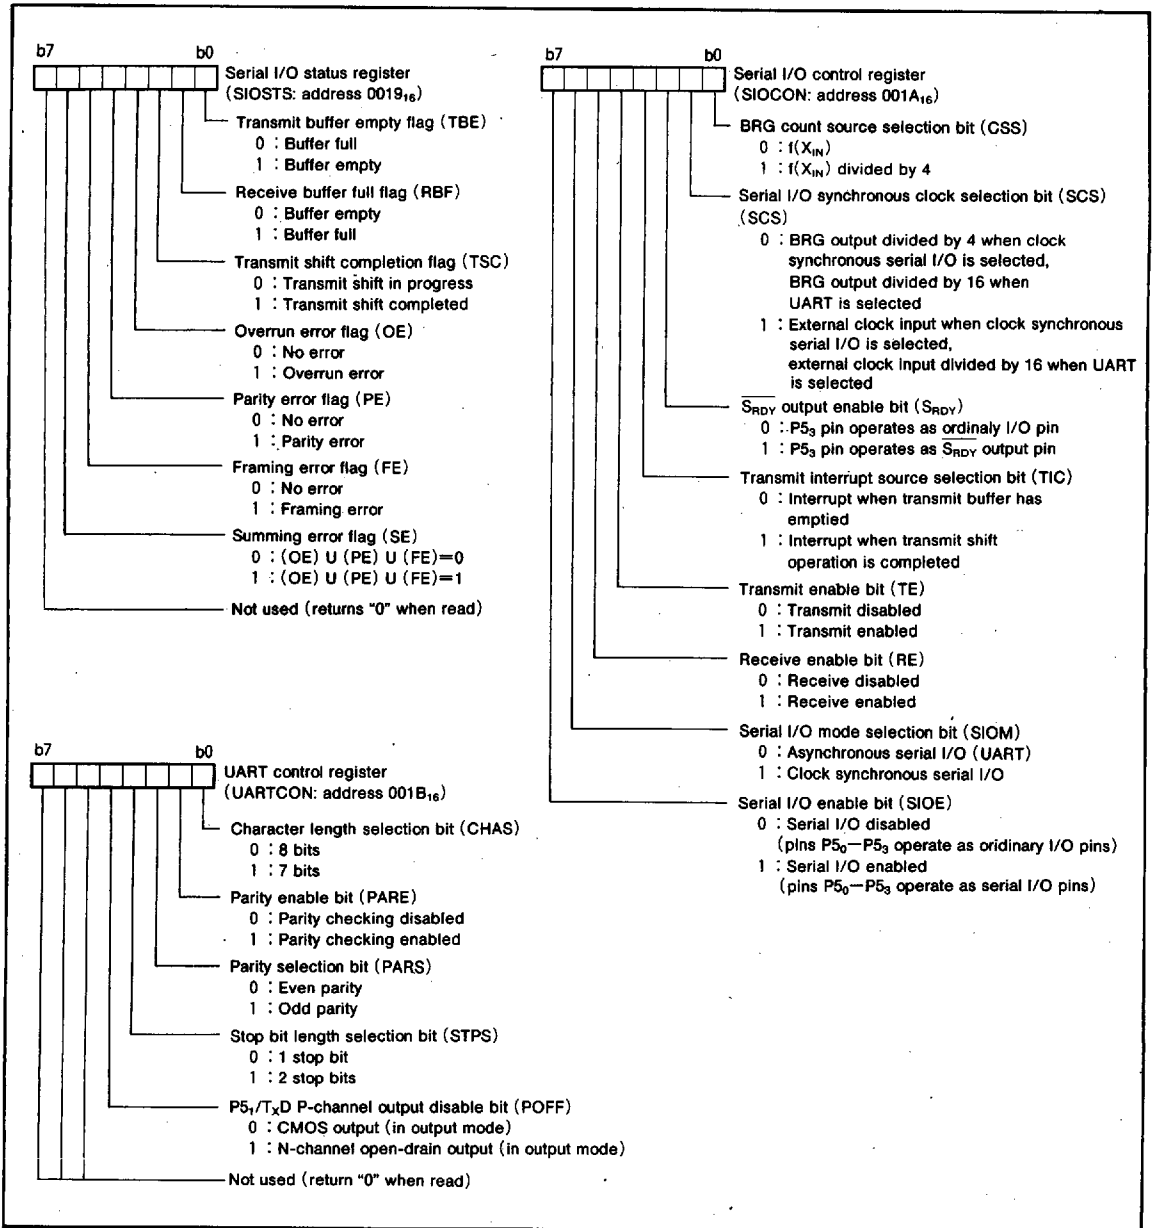 b7 b0
Serial I/O status register
(SIOSTS: address 0019₁₆)
Transmit buffer empty flag (TBE)
0 : Buffer full
1 : Buffer empty
Receive buffer full flag (RBF)
0 : Buffer empty
1 : Buffer full
Transmit shift completion flag (TSC)
0 : Transmit shift in progress
1 : Transmit shift completed
Overrun error flag (OE)
0 : No error
1 : Overrun error
Parity error flag (PE)
0 : No error
1 : Parity error
Framing error flag (FE)
0 : No error
1 : Framing error
Summing error flag (SE)
0 : (OE) U (PE) U (FE)=0
1 : (OE) U (PE) U (FE)=1
Not used (returns "0" when read)
b7 b0
UART control register
(UARTCON: address 001B₁₆)
Character length selection bit (CHAS)
0 : 8 bits
1 : 7 bits
Parity enable bit (PARE)
0 : Parity checking disabled
1 : Parity checking enabled
Parity selection bit (PARS)
0 : Even parity
1 : Odd parity
Stop bit length selection bit (STPS)
0 : 1 stop bit
1 : 2 stop bits
P5₁/TₓD P-channel output disable bit (POFF)
0 : CMOS output (in output mode)
1 : N-channel open-drain output (in output mode)
Not used (return "0" when read)
b7 b0
Serial I/O control register
(SIOCON: address 001A₁₆)
BRG count source selection bit (CSS)
0 : f(X_IN)
1 : f(X_IN) divided by 4
Serial I/O synchronous clock selection bit (SCS)
(SCS)
0 : BRG output divided by 4 when clock
synchronous serial I/O is selected,
BRG output divided by 16 when
UART is selected
1 : External clock input when clock synchronous
serial I/O is selected,
external clock input divided by 16 when UART
is selected
S̅_R̅D̅Y̅ output enable bit (S_RDY)
0 : P5₃ pin operates as ordinaly I/O pin
1 : P5₃ pin operates as S̅_R̅D̅Y̅ output pin
Transmit interrupt source selection bit (TIC)
0 : Interrupt when transmit buffer has
emptied
1 : Interrupt when transmit shift
operation is completed
Transmit enable bit (TE)
0 : Transmit disabled
1 : Transmit enabled
Receive enable bit (RE)
0 : Receive disabled
1 : Receive enabled
Serial I/O mode selection bit (SIOM)
0 : Asynchronous serial I/O (UART)
1 : Clock synchronous serial I/O
Serial I/O enable bit (SIOE)
0 : Serial I/O disabled
(pins P5₀—P5₃ operate as oridinary I/O pins)
1 : Serial I/O enabled
(pins P5₀—P5₃ operate as serial I/O pins)